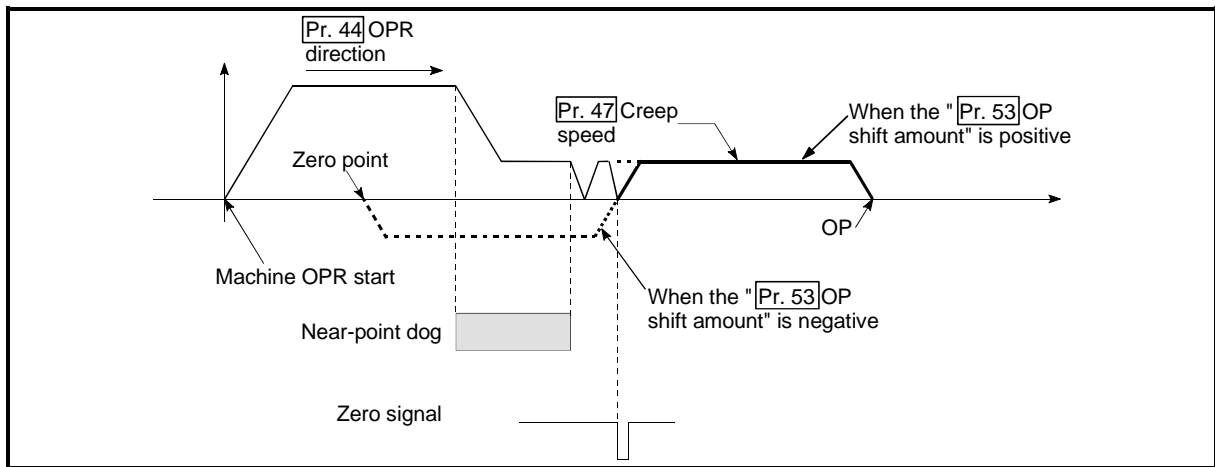 Pr. 44 OPR
direction
Pr. 47 Creep
speed
When the " Pr. 53 OP
shift amount" is positive
Zero point
OP
Machine OPR start
When the " Pr. 53 OP
shift amount" is negative
Near-point dog
Zero signal